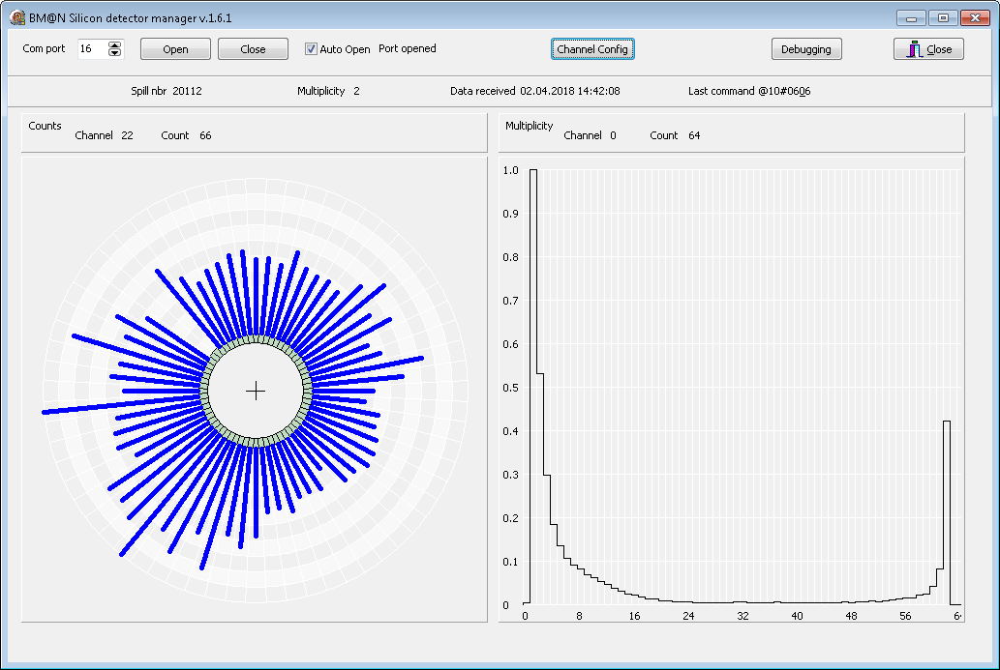 BM@N Silicon detector manager v.1.6.1
Com port 16 Open Close Auto Open Port opened Channel Config Debugging Close
Spill nbr 20112 Multiplicity 2 Data received 02.04.2018 14:42:08 Last command @10#0606
Counts
Channel 22 Count 66
Multiplicity
Channel 0 Count 64
1.0
0.9
0.8
0.7
0.6
0.5
0.4
0.3
0.2
0.1
0
0 8 16 24 32 40 48 56